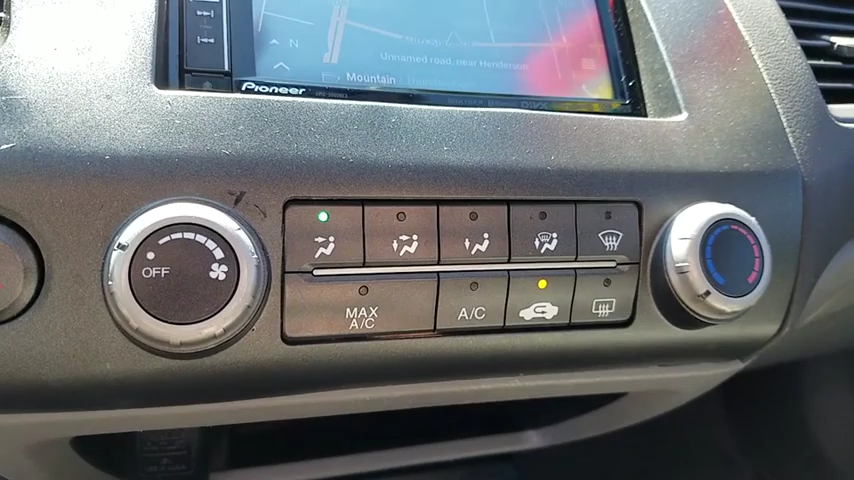 N
Unnamed road, near Henderson
Mountain
Pioneer
OFF
MAX
A/C
A/C